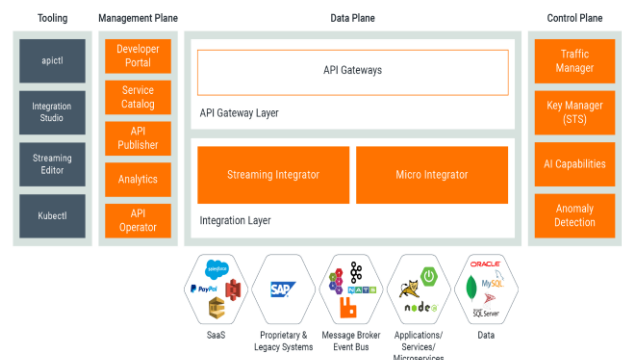 Tooling
Management Plane
Data Plane
Control Plane
apictl
Integration
Studio
Streaming
Editor
Kubectl
Developer
Portal
Service
Catalog
API
Publisher
Analytics
API
Operator
API Gateways
API Gateway Layer
Streaming Integrator
Micro Integrator
Integration Layer
Traffic
Manager
Key Manager
(STS)
AI Capabilities
Anomaly
Detection
salesforce
PayPal
SAP
NATS
node
ORACLE
MySQL
SQL Server
SaaS
Proprietary &
Legacy Systems
Message Broker
Event Bus
Applications/
Services/
Microservices
Data